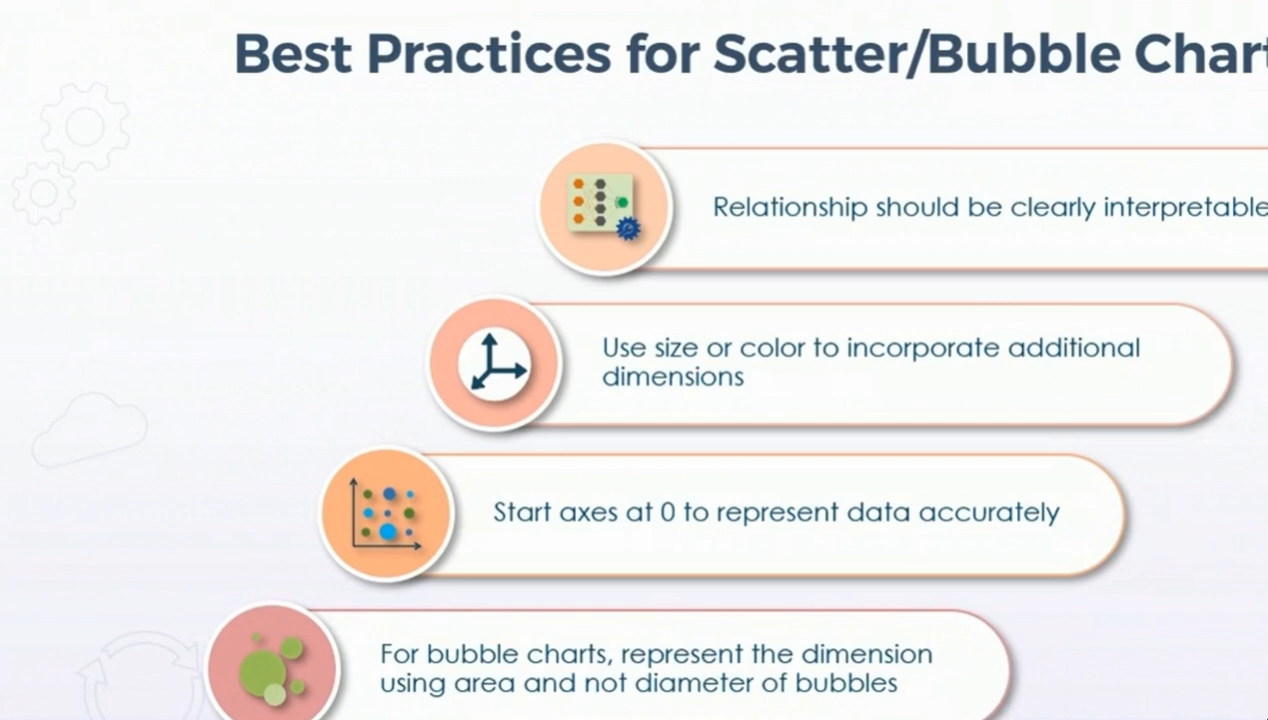 Best Practices for Scatter/Bubble Chart
Relationship should be clearly interpretable
Use size or color to incorporate additional
dimensions
Start axes at 0 to represent data accurately
For bubble charts, represent the dimension
using area and not diameter of bubbles